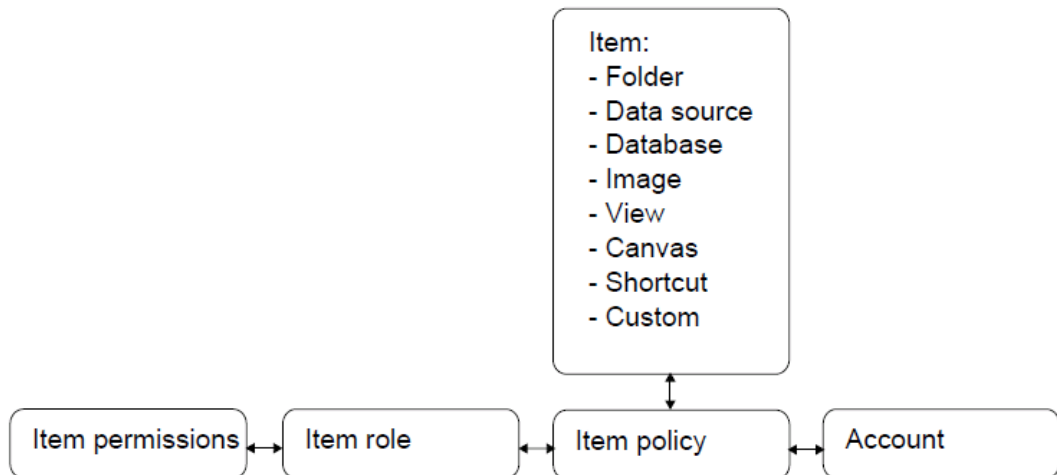 Item:
- Folder
- Data source
- Database
- Image
- View
- Canvas
- Shortcut
- Custom
Item permissions
Item role
Item policy
Account